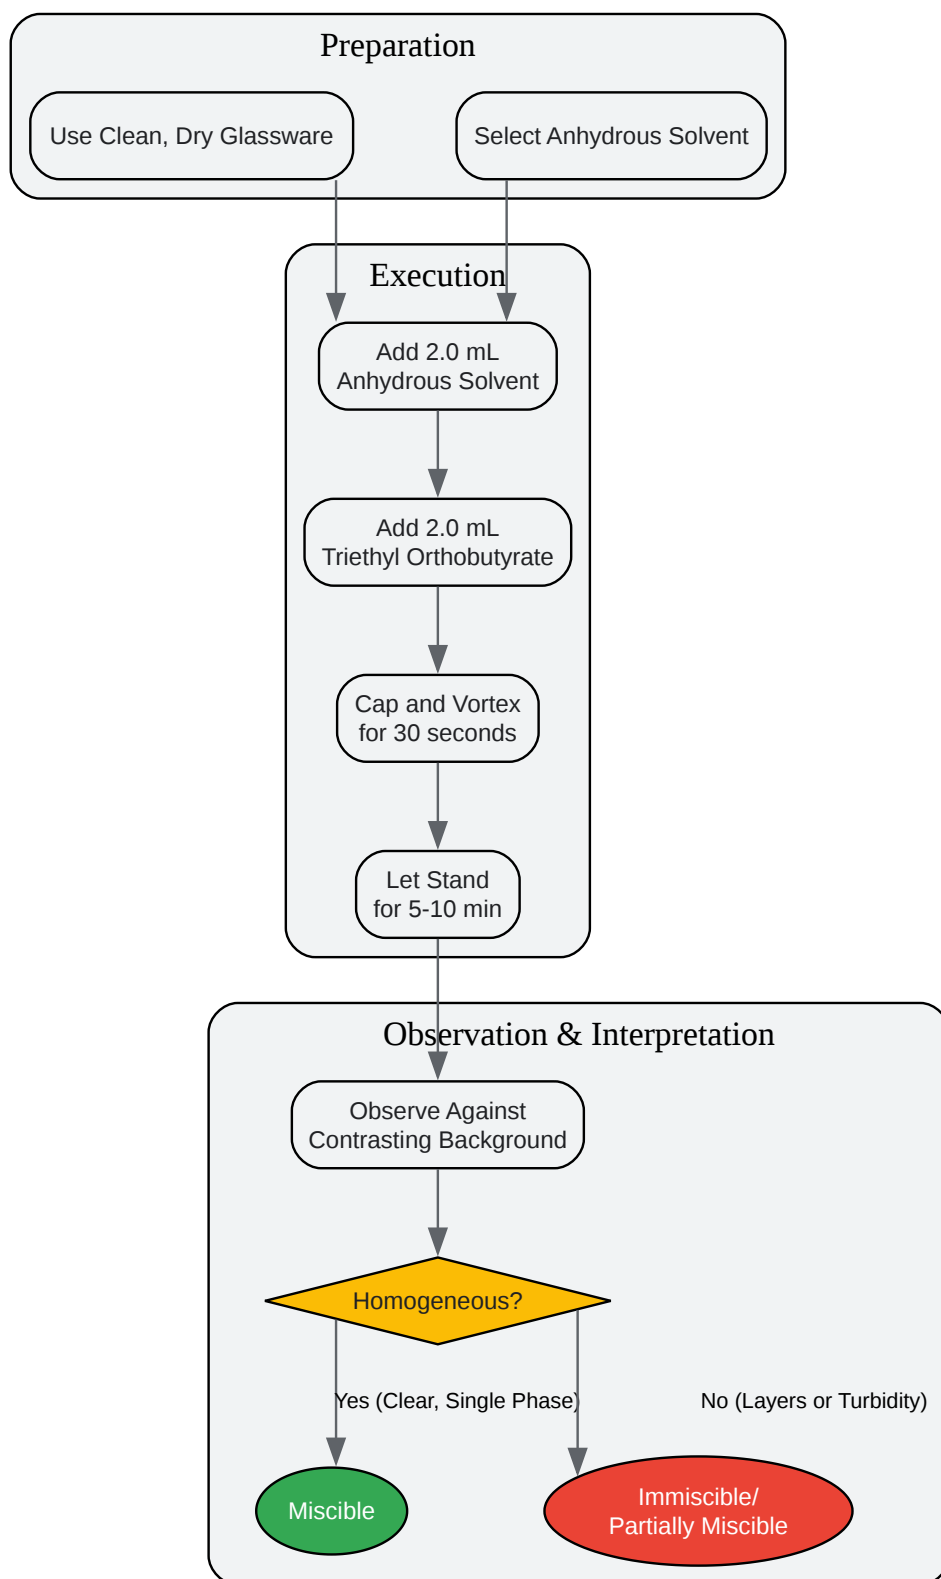 Preparation
Use Clean, Dry Glassware
Select Anhydrous Solvent
Execution
Add 2.0 mL
Anhydrous Solvent
Add 2.0 mL
Triethyl Orthobutyrate
Cap and Vortex
for 30 seconds
Let Stand
for 5-10 min
Observation & Interpretation
Observe Against
Contrasting Background
Homogeneous?
Yes (Clear, Single Phase)
No (Layers or Turbidity)
Miscible
Immiscible/
Partially Miscible